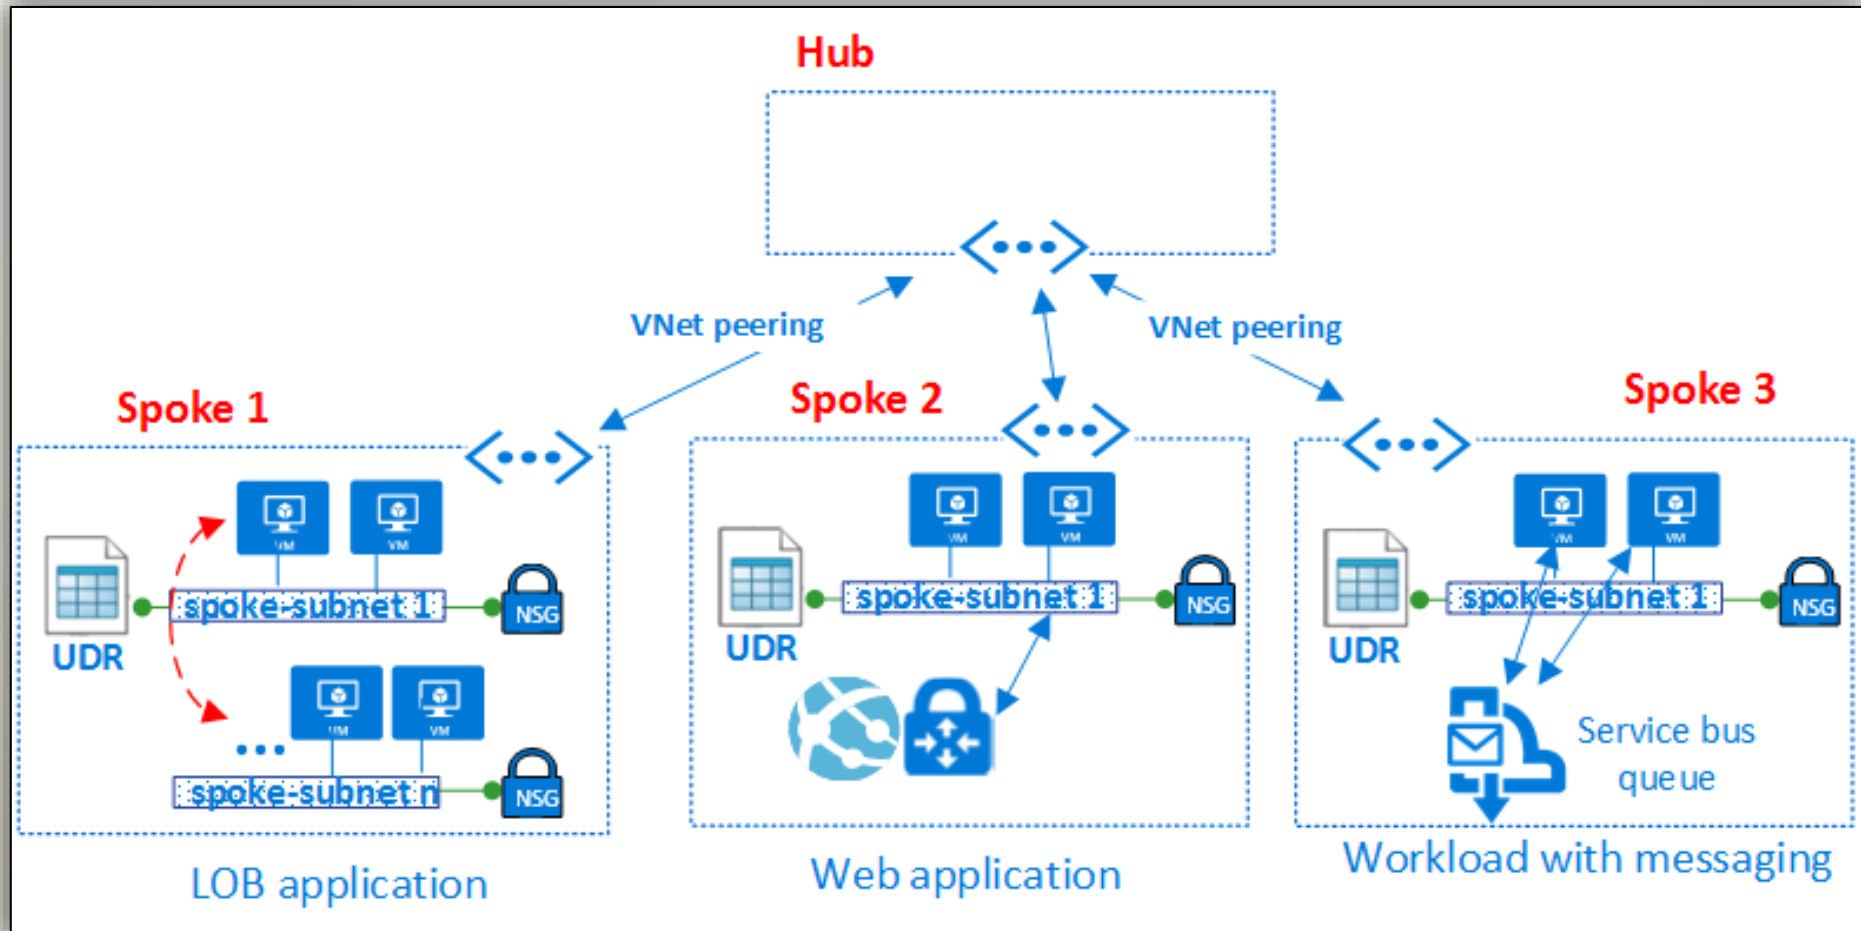 Hub
VNet peering
VNet peering
Spoke 1
Spoke 2
Spoke 3
VM
VM
UDR
spoke-subnet 1
NSG
VM
VM
...
spoke-subnet n
NSG
LOB application
VM
VM
UDR
spoke-subnet 1
NSG
Web application
VM
VM
UDR
spoke-subnet 1
NSG
Service bus
queue
Workload with messaging